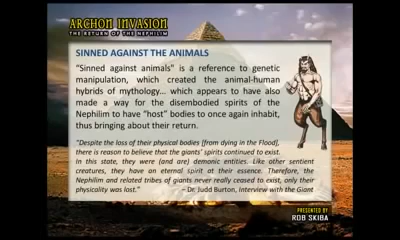 ARCHON INVASION
THE RETURN OF THE NEPHILIM
SINNED AGAINST THE ANIMALS
"Sinned against animals" is a reference to genetic
manipulation, which created the animal-human
hybrids of mythology... which appears to have also
made a way for the disembodied spirits of the
Nephilim to have "host" bodies to once again inhabit,
thus bringing about their return.
"Despite the loss of their physical bodies [from dying in the Flood],
there is reason to believe that the giants' spirits continued to exist.
In this state, they were (and are) demonic entities. Like other sentient
creatures, they have an eternal spirit at their essence. Therefore, the
Nephilim and related tribes of giants never really ceased to exist, only their
physicality was lost." – Dr. Judd Burton, Interview with the Giant
PRESENTED BY
ROB SKIBA